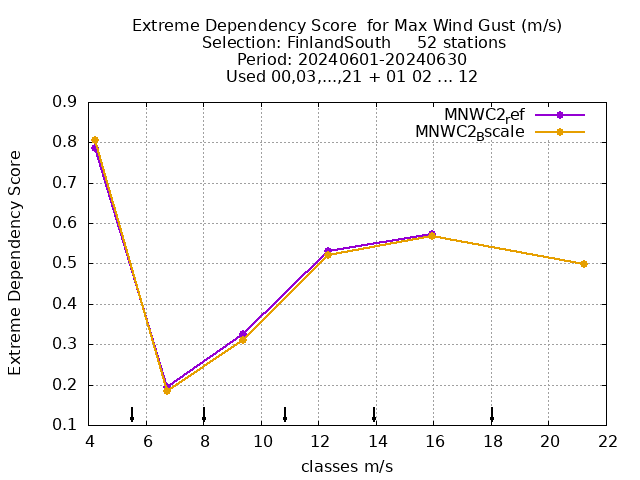 Extreme Dependency Score  for Max Wind Gust (m/s)
Selection: FinlandSouth     52 stations
Period: 20240601-20240630
Used 00,03,...,21 + 01 02 ... 12
MNWC2ref
MNWC2Bscale
Extreme Dependency Score
0.9
0.8
0.7
0.6
0.5
0.4
0.3
0.2
0.1
4 6 8 10 12 14 16 18 20 22
classes m/s